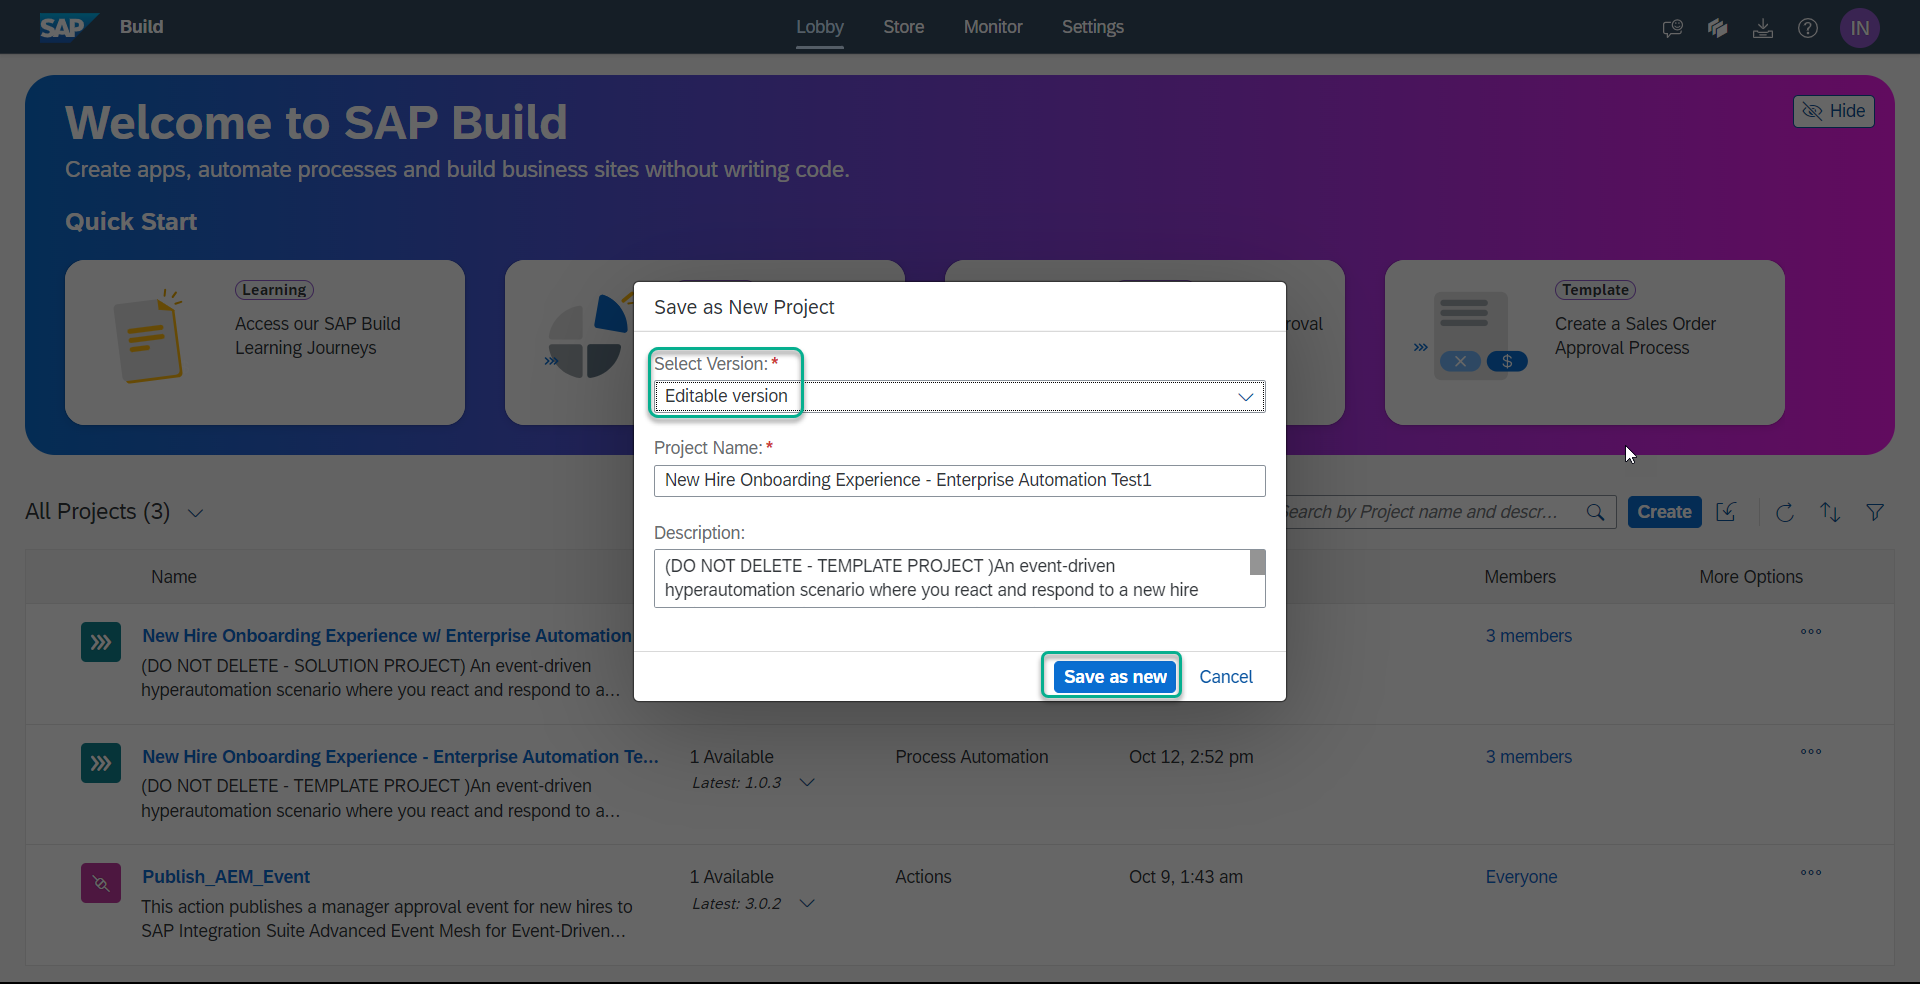 SAP Build
Lobby Store Monitor Settings
IN
Welcome to SAP Build
Hide
Create apps, automate processes and build business sites without writing code.
Quick Start
Learning
Access our SAP Build
Learning Journeys
roval
Template
Create a Sales Order
Approval Process
Save as New Project
Select Version:*
Editable version
Project Name:*
New Hire Onboarding Experience - Enterprise Automation Test1
Description:
(DO NOT DELETE - TEMPLATE PROJECT )An event-driven
hyperautomation scenario where you react and respond to a new hire
Save as new Cancel
All Projects (3)
Search by Project name and descr...
Create
Name Members More Options
New Hire Onboarding Experience w/ Enterprise Automation
(DO NOT DELETE - SOLUTION PROJECT) An event-driven
hyperautomation scenario where you react and respond to a...
3 members
New Hire Onboarding Experience - Enterprise Automation Te...
(DO NOT DELETE - TEMPLATE PROJECT )An event-driven
hyperautomation scenario where you react and respond to a...
1 Available
Latest: 1.0.3
Process Automation
Oct 12, 2:52 pm
3 members
Publish_AEM_Event
This action publishes a manager approval event for new hires to
SAP Integration Suite Advanced Event Mesh for Event-Driven...
1 Available
Latest: 3.0.2
Actions
Oct 9, 1:43 am
Everyone